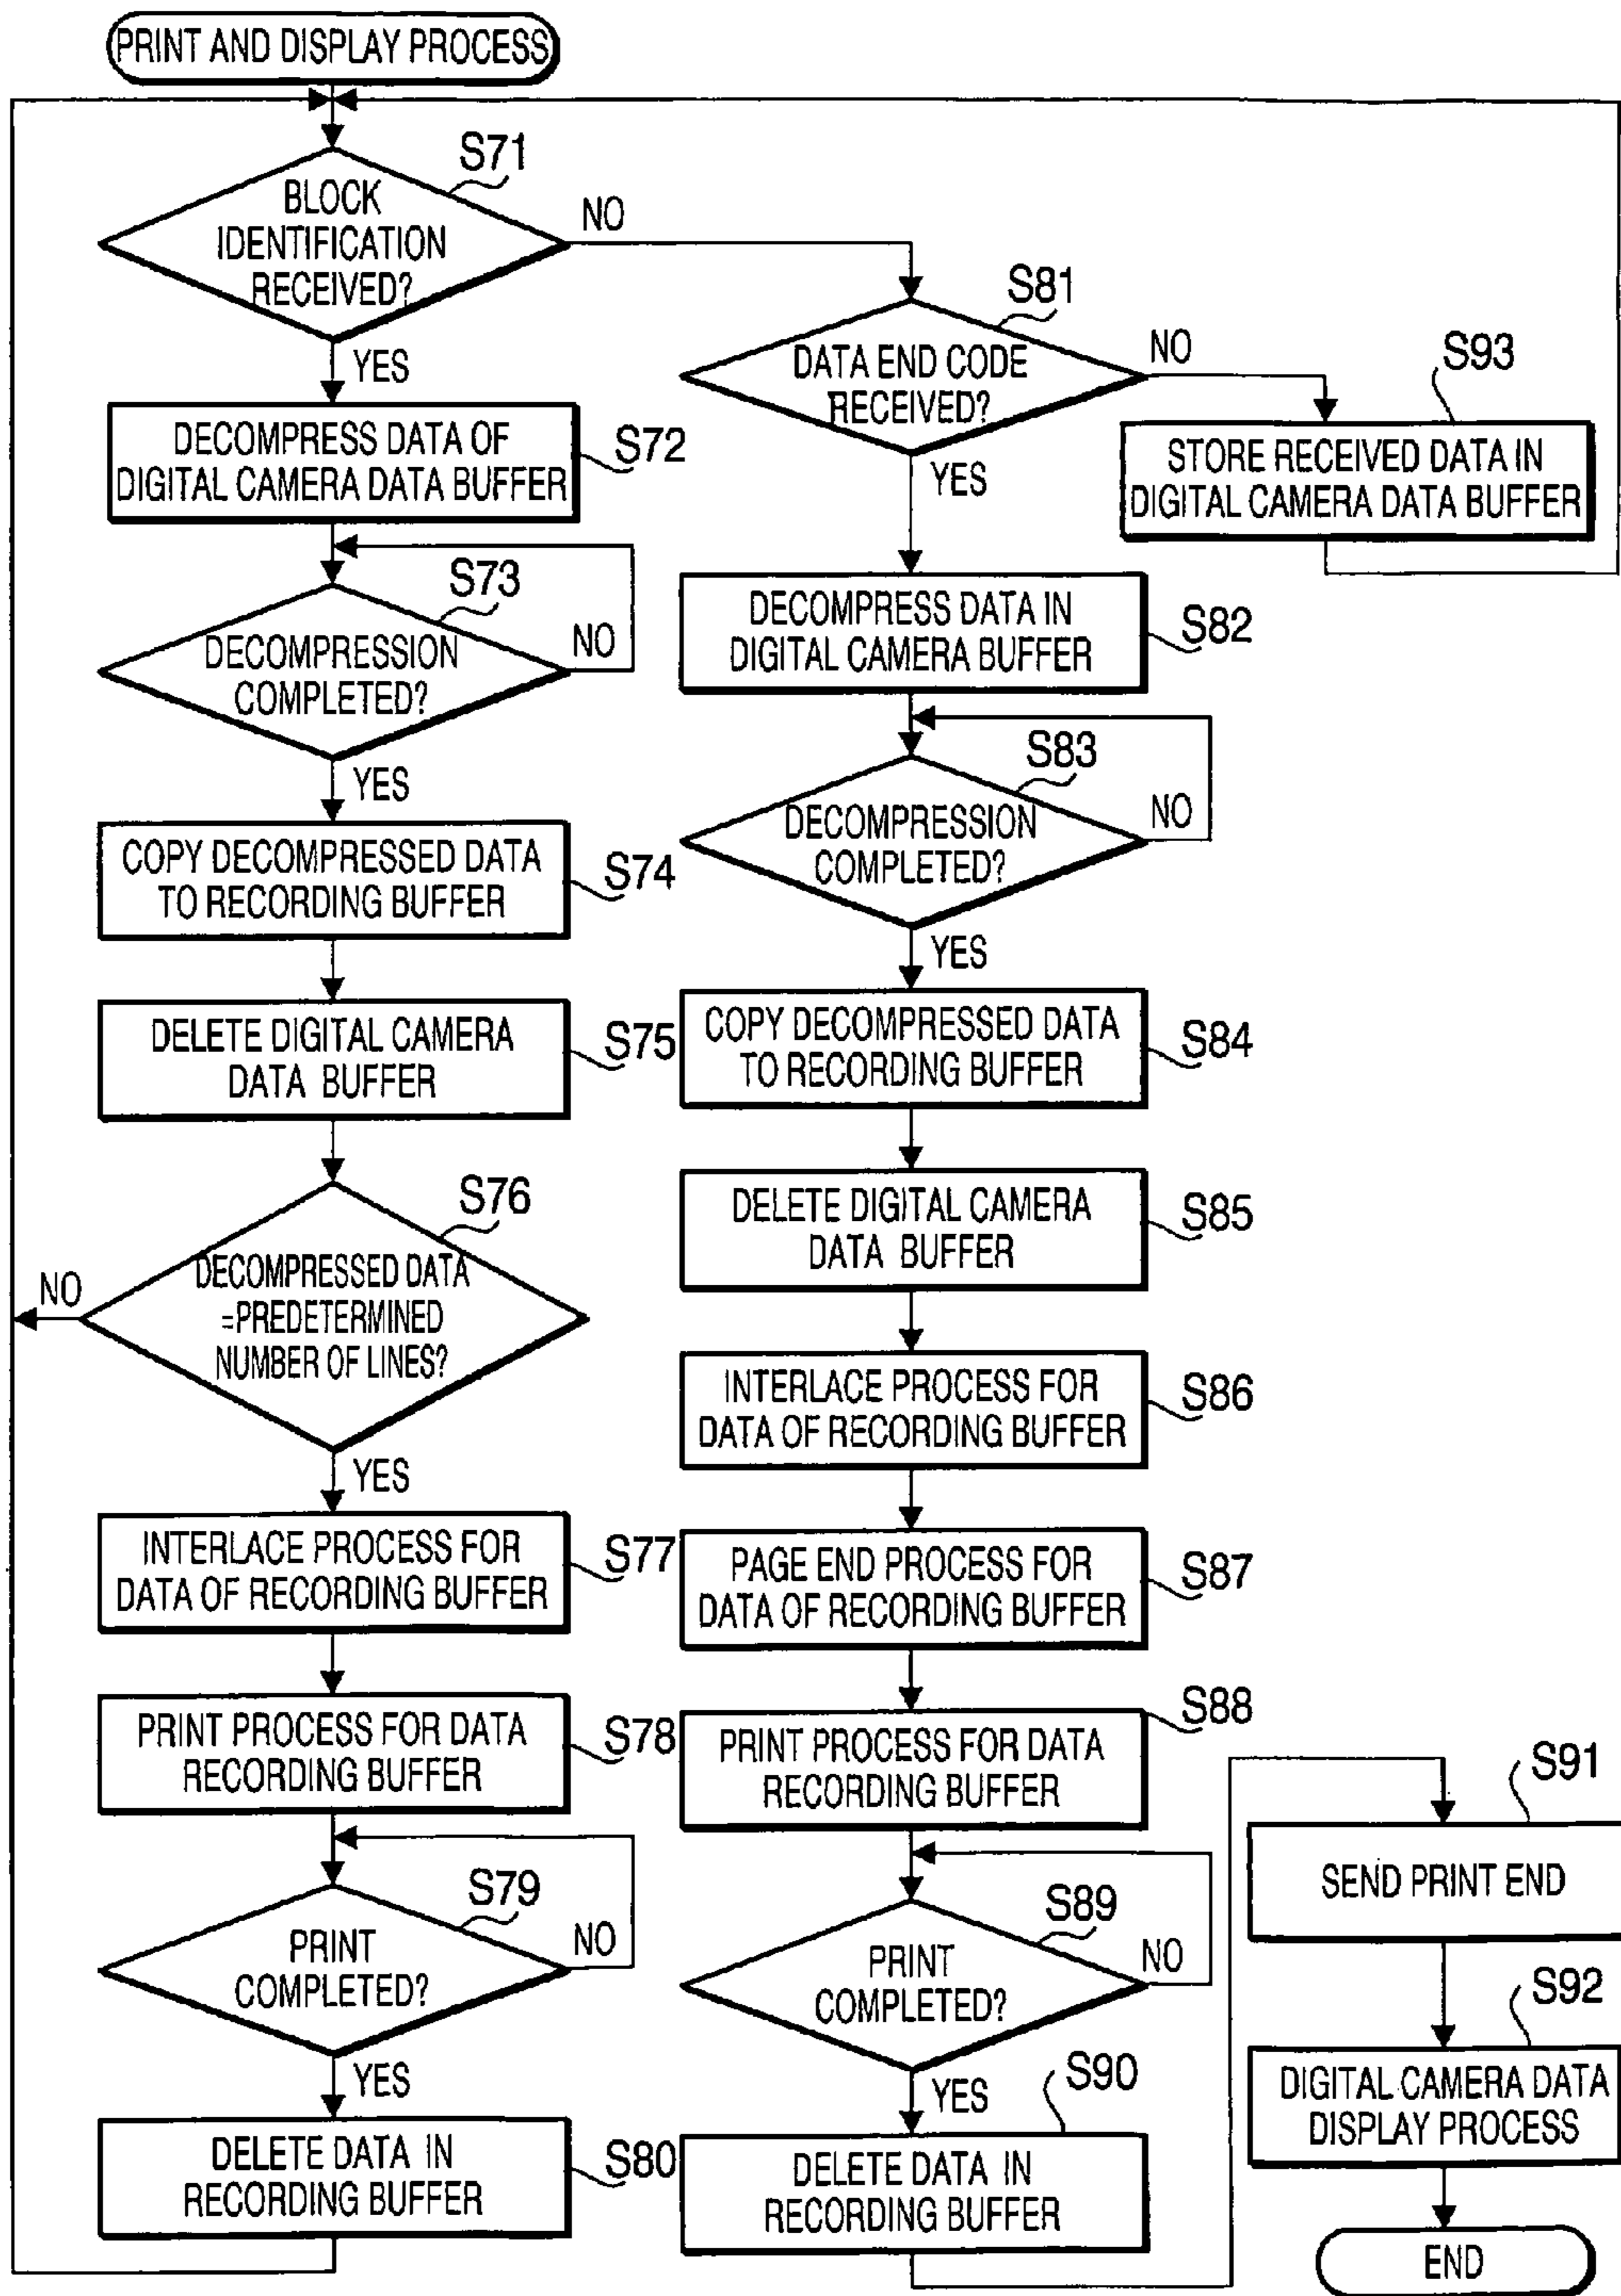 PRINT AND DISPLAY PROCESS
S71
BLOCK
IDENTIFICATION
RECEIVED?
NO
YES
S72
DECOMPRESS DATA OF
DIGITAL CAMERA DATA BUFFER
S73
DECOMPRESSION
COMPLETED?
NO
YES
S74
COPY DECOMPRESSED DATA
TO RECORDING BUFFER
S75
DELETE DIGITAL CAMERA
DATA BUFFER
S76
DECOMPRESSED DATA
=PREDETERMINED
NUMBER OF LINES?
NO
YES
S77
INTERLACE PROCESS FOR
DATA OF RECORDING BUFFER
S78
PRINT PROCESS FOR DATA
RECORDING BUFFER
S79
PRINT
COMPLETED?
NO
YES
S80
DELETE DATA IN
RECORDING BUFFER
S81
DATA END CODE
RECEIVED?
NO
YES
S93
STORE RECEIVED DATA IN
DIGITAL CAMERA DATA BUFFER
S82
DECOMPRESS DATA IN
DIGITAL CAMERA BUFFER
S83
DECOMPRESSION
COMPLETED?
NO
YES
S84
COPY DECOMPRESSED DATA
TO RECORDING BUFFER
S85
DELETE DIGITAL CAMERA
DATA BUFFER
S86
INTERLACE PROCESS FOR
DATA OF RECORDING BUFFER
S87
PAGE END PROCESS FOR
DATA OF RECORDING BUFFER
S88
PRINT PROCESS FOR DATA
RECORDING BUFFER
S89
PRINT
COMPLETED?
NO
YES
S90
DELETE DATA IN
RECORDING BUFFER
S91
SEND PRINT END
S92
DIGITAL CAMERA DATA
DISPLAY PROCESS
END